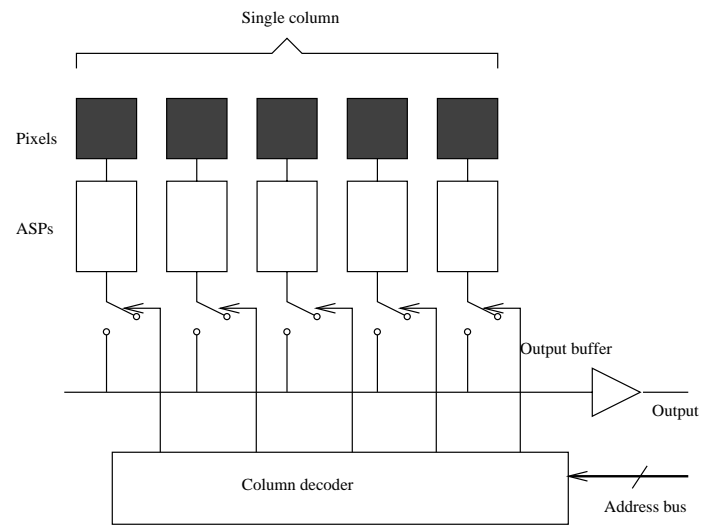 Single column
Pixels
ASPs
Output buffer
Output
Column decoder
Address bus